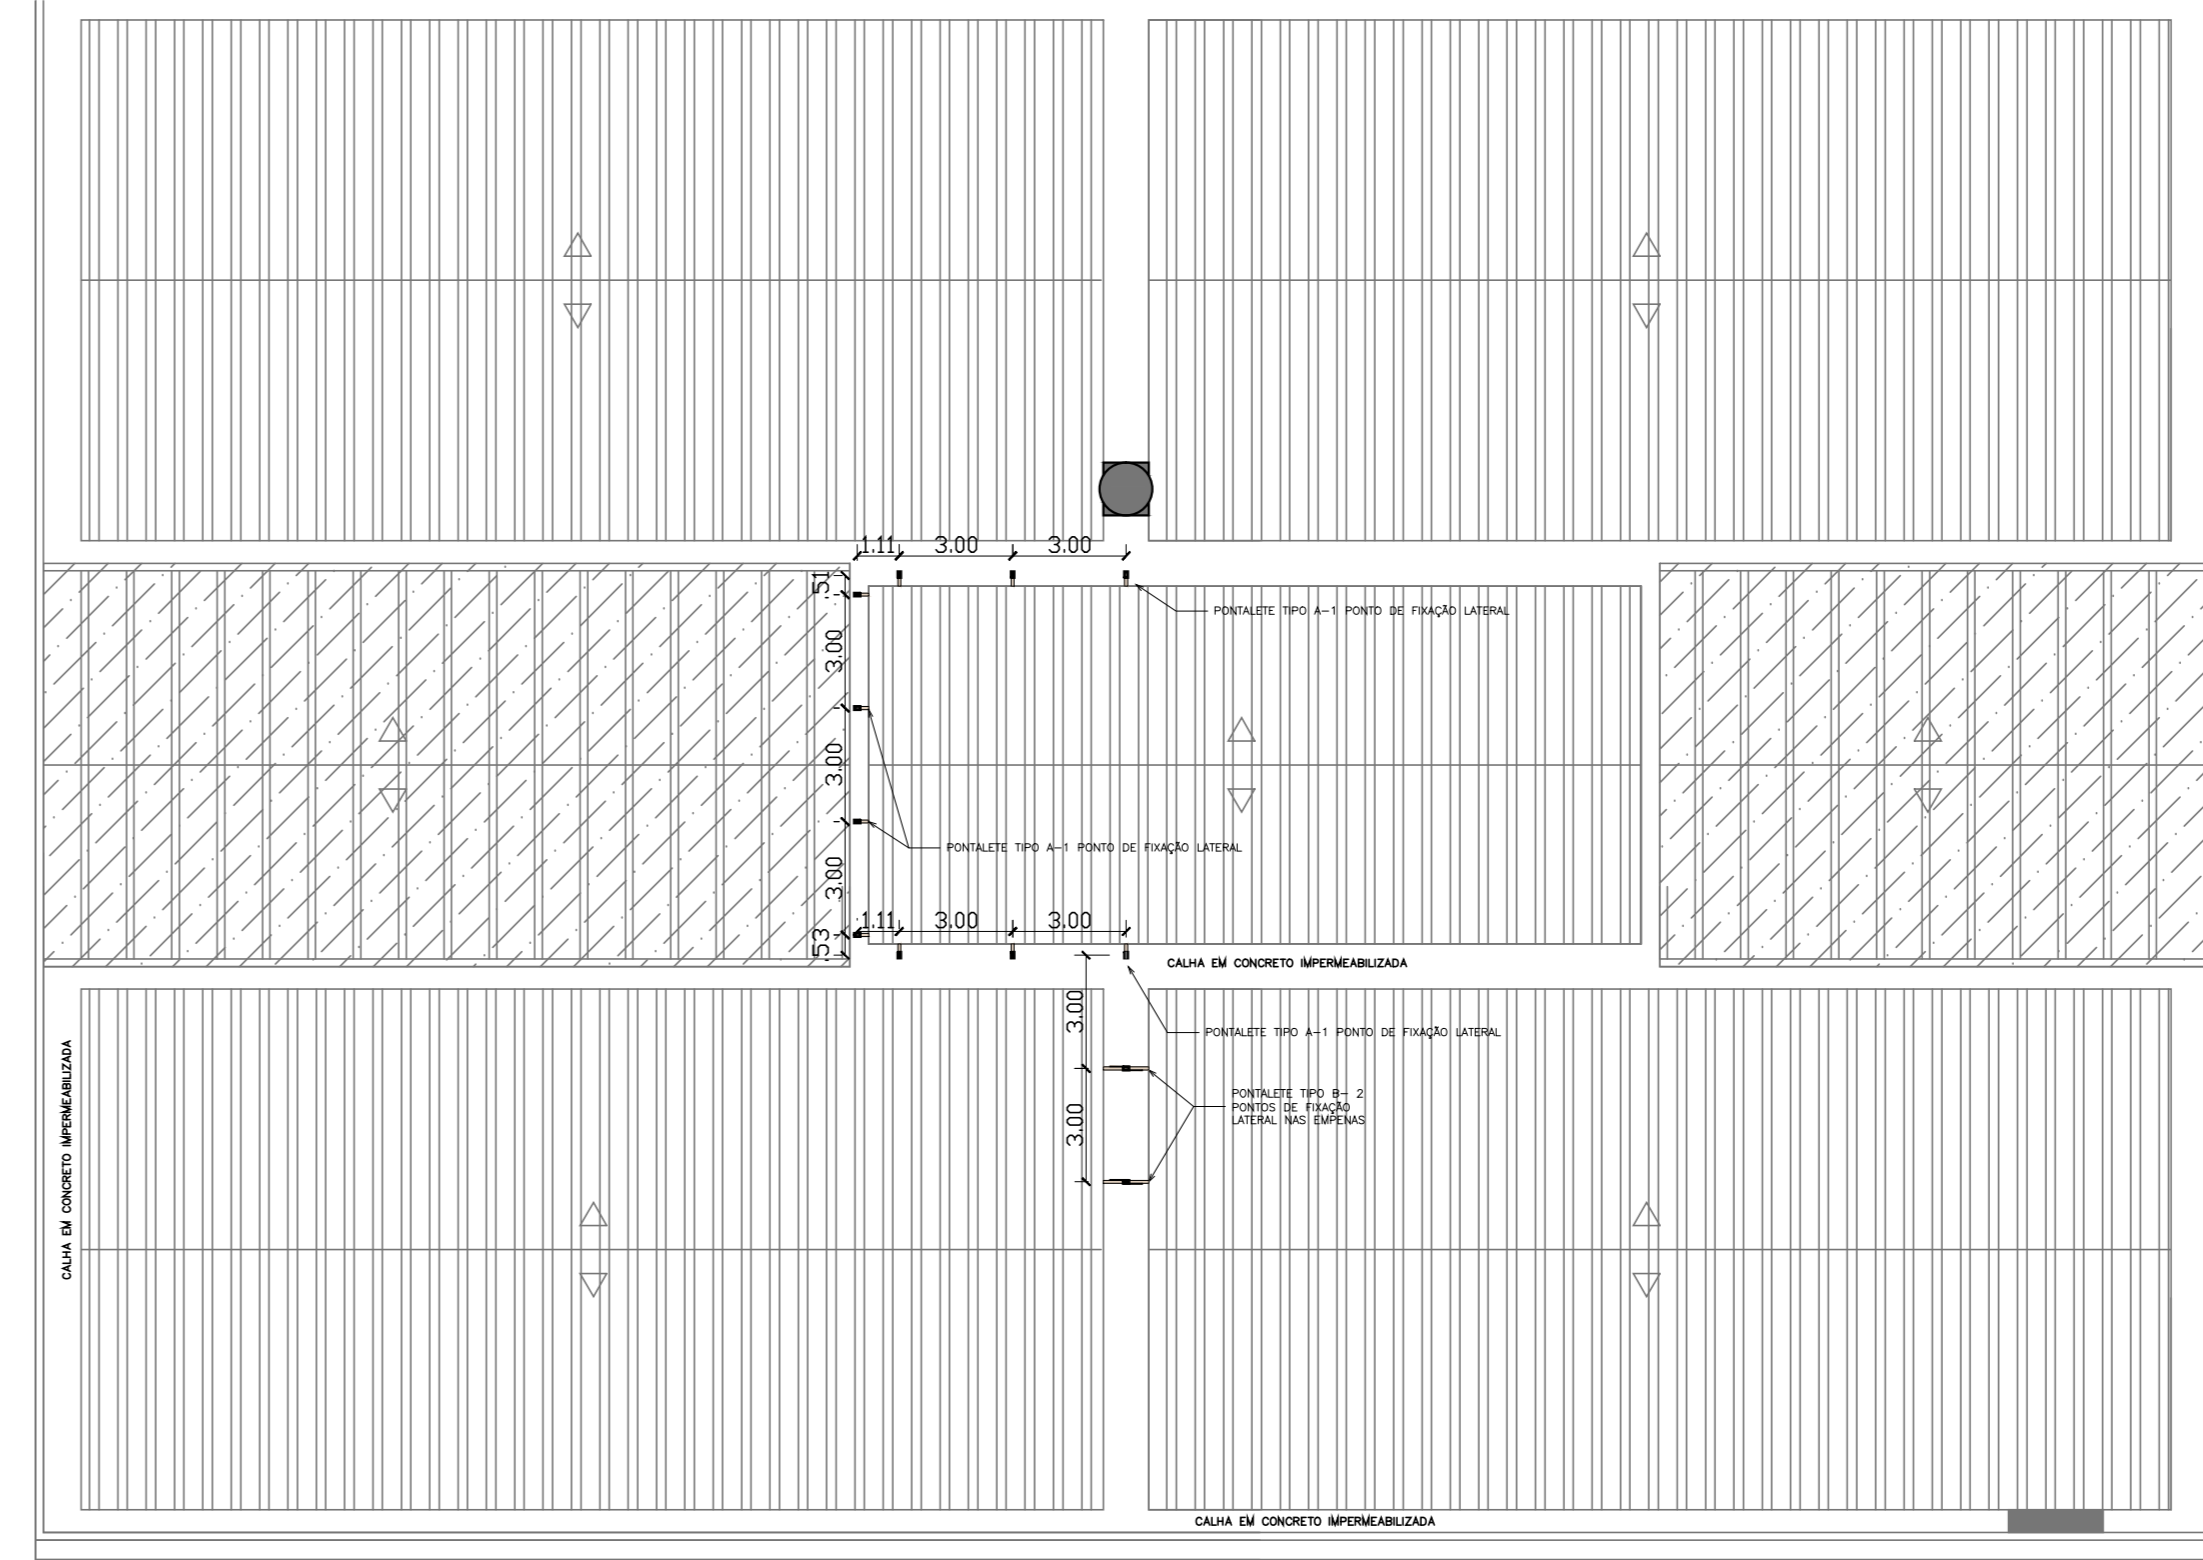 1.11 3.00 3.00
.51
PONTALETE TIPO A-1 PONTO DE FIXAÇÃO LATERAL
3.00
3.00
PONTALETE TIPO A-1 PONTO DE FIXAÇÃO LATERAL
3.00
1.11 3.00 3.00
.53
CALHA EM CONCRETO IMPERMEABILIZADA
3.00
PONTALETE TIPO A-1 PONTO DE FIXAÇÃO LATERAL
CALHA EM CONCRETO IMPERMEABILIZADA
3.00
PONTALETE TIPO B- 2
PONTOS DE FIXAÇÃO
LATERAL NAS EMPENAS
CALHA EM CONCRETO IMPERMEABILIZADA